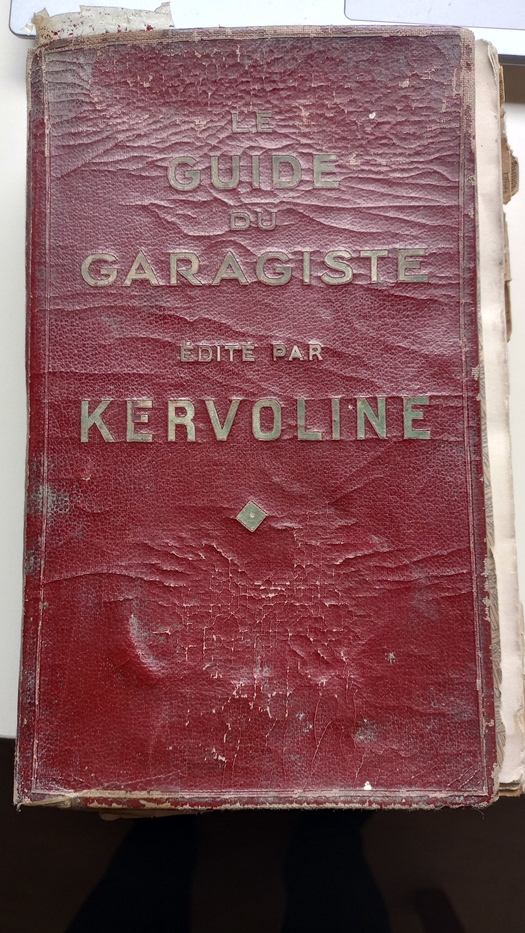 LE
GUIDE
DU
GARAGISTE
ÉDITÉ PAR
KERVOLINE